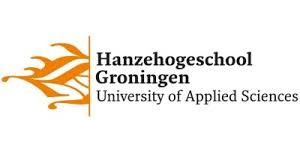 Hanzehogeschool
Groningen
University of Applied Sciences